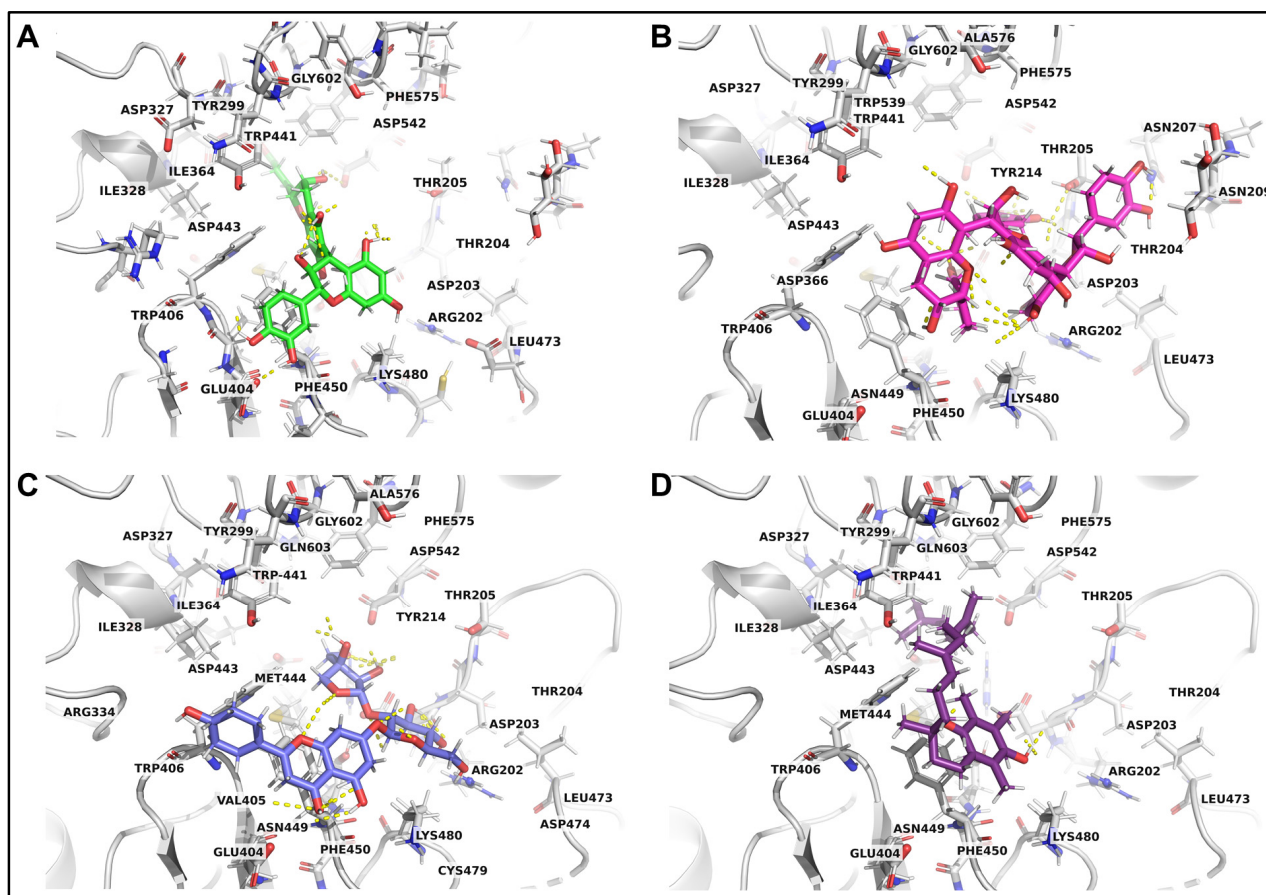 A
GLY602
TYR299
PHE575
ASP327
ASP542
TRP441
ILE364
THR205
ILE328
ASP443
THR204
ASP203
TRP406
ARG202
LEU473
GLU404
PHE450
LYS480
B
ALA576
GLY602
PHE575
TYR299
ASP327
TRP539
ASP542
TRP441
ASN207
ILE364
THR205
TYR214
ILE328
ASN209
ASP443
THR204
ASP366
ASP203
TRP406
ARG202
LEU473
ASN449
LYS480
GLU404
PHE450
C
ALA576
GLY602
PHE575
TYR299
ASP327
GLN603
ASP542
TRP-441
THR205
ILE364
TYR214
ILE328
ASP443
MET444
THR204
ARG334
ASP203
TRP406
ARG202
VAL405
LEU473
ASN449
ASP474
LYS480
GLU404
PHE450
CYS479
D
GLY602
PHE575
TYR299
ASP327
GLN603
ASP542
TRP441
THR205
ILE364
ILE328
ASP443
THR204
MET444
ASP203
TRP406
ARG202
LEU473
ASN449
LYS480
GLU404
PHE450